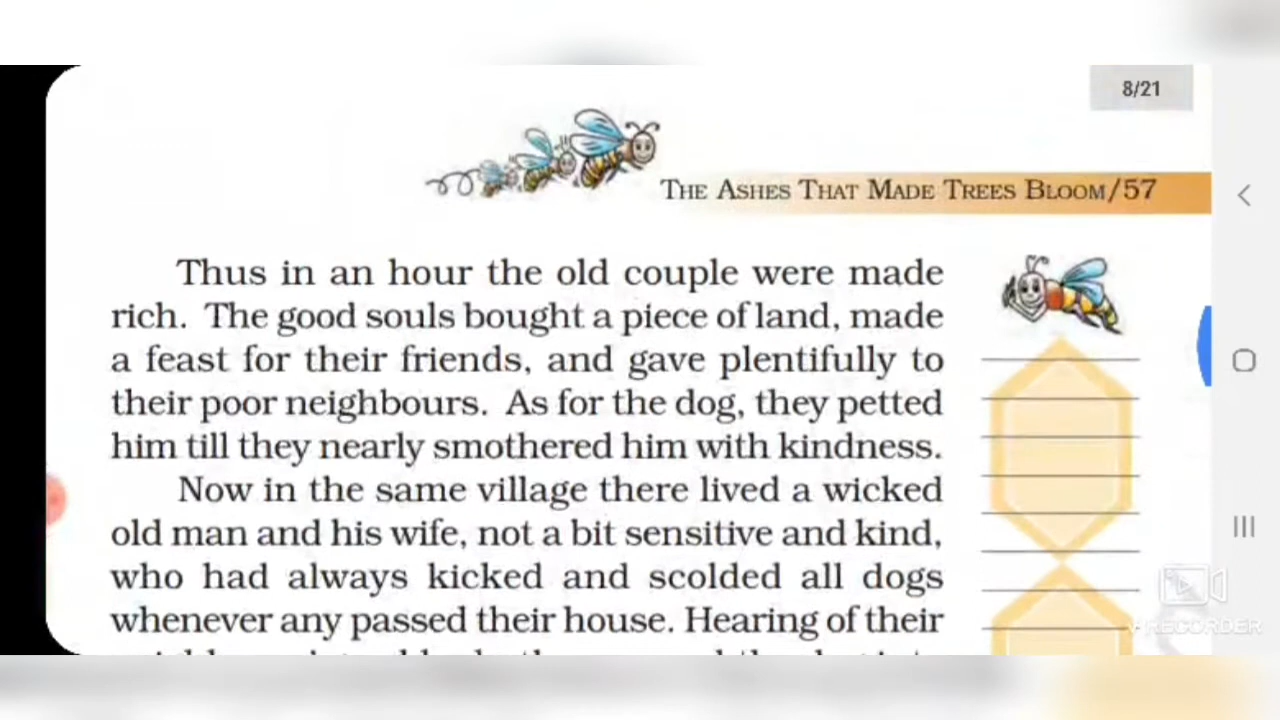 8/21
THE ASHES THAT MADE TREES BLOOM/57
Thus in an hour the old couple were made
rich. The good souls bought a piece of land, made
a feast for their friends, and gave plentifully to
their poor neighbours. As for the dog, they petted
him till they nearly smothered him with kindness.
Now in the same village there lived a wicked
old man and his wife, not a bit sensitive and kind,
who had always kicked and scolded all dogs
whenever any passed their house. Hearing of their
RECORDER